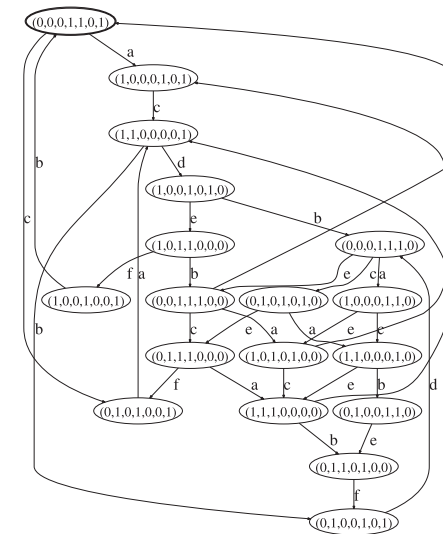 (0,0,0,1,1,0,1)
a
(1,0,0,0,1,0,1)
c
(1,1,0,0,0,0,1)
b
d
(1,0,0,1,0,1,0)
c
e
b
(1,0,1,1,0,0,0)
(0,0,0,1,1,1,0)
f
a
b
e
c
a
(1,0,0,1,0,0,1)
(0,0,1,1,1,0,0)
(0,1,0,1,0,1,0)
(1,0,0,0,1,1,0)
b
c
e
a
a
e
c
(0,1,1,1,0,0,0)
(1,0,1,0,1,0,0)
(1,1,0,0,0,1,0)
f
a
c
e
b
d
(0,1,0,1,0,0,1)
(1,1,1,0,0,0,0)
(0,1,0,0,1,1,0)
b
e
(0,1,1,0,1,0,0)
f
(0,1,0,0,1,0,1)